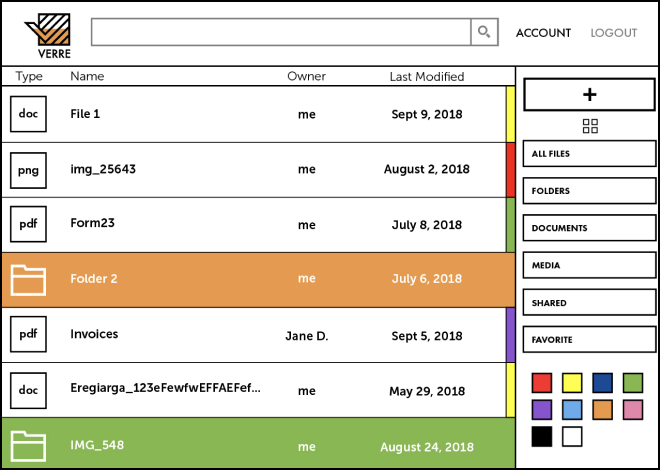 VERRE
ACCOUNT LOGOUT
Type Name Owner Last Modified
doc File 1 me Sept 9, 2018
png img_25643 me August 2, 2018
pdf Form23 me July 8, 2018
Folder 2 me July 6, 2018
pdf Invoices Jane D. Sept 5, 2018
doc Eregiarga_123eFewfwEFFAEFef... me May 29, 2018
IMG_548 me August 24, 2018
+
ALL FILES
FOLDERS
DOCUMENTS
MEDIA
SHARED
FAVORITE